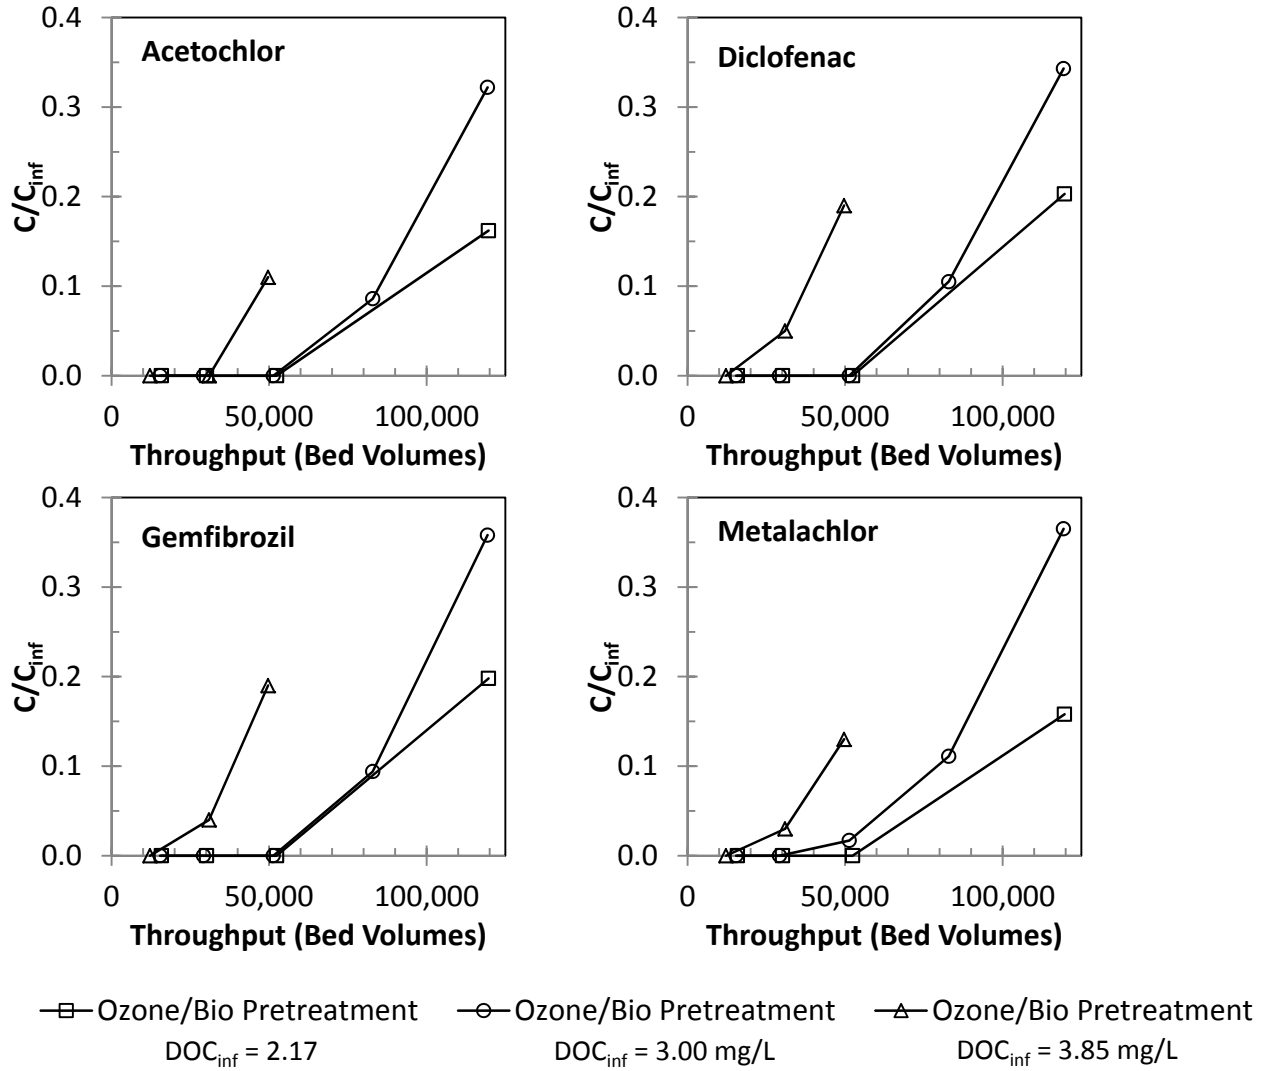 Acetochlor
0.4
0.3
0.2
0.1
0.0
C/Cinf
0 50,000 100,000
Throughput (Bed Volumes)
Diclofenac
0.4
0.3
0.2
0.1
0.0
C/Cinf
0 50,000 100,000
Throughput (Bed Volumes)
Gemfibrozil
0.4
0.3
0.2
0.1
0.0
C/Cinf
0 50,000 100,000
Throughput (Bed Volumes)
Metalachlor
0.4
0.3
0.2
0.1
0.0
C/Cinf
0 50,000 100,000
Throughput (Bed Volumes)
Ozone/Bio Pretreatment
DOCinf = 2.17
Ozone/Bio Pretreatment
DOCinf = 3.00 mg/L
Ozone/Bio Pretreatment
DOCinf = 3.85 mg/L